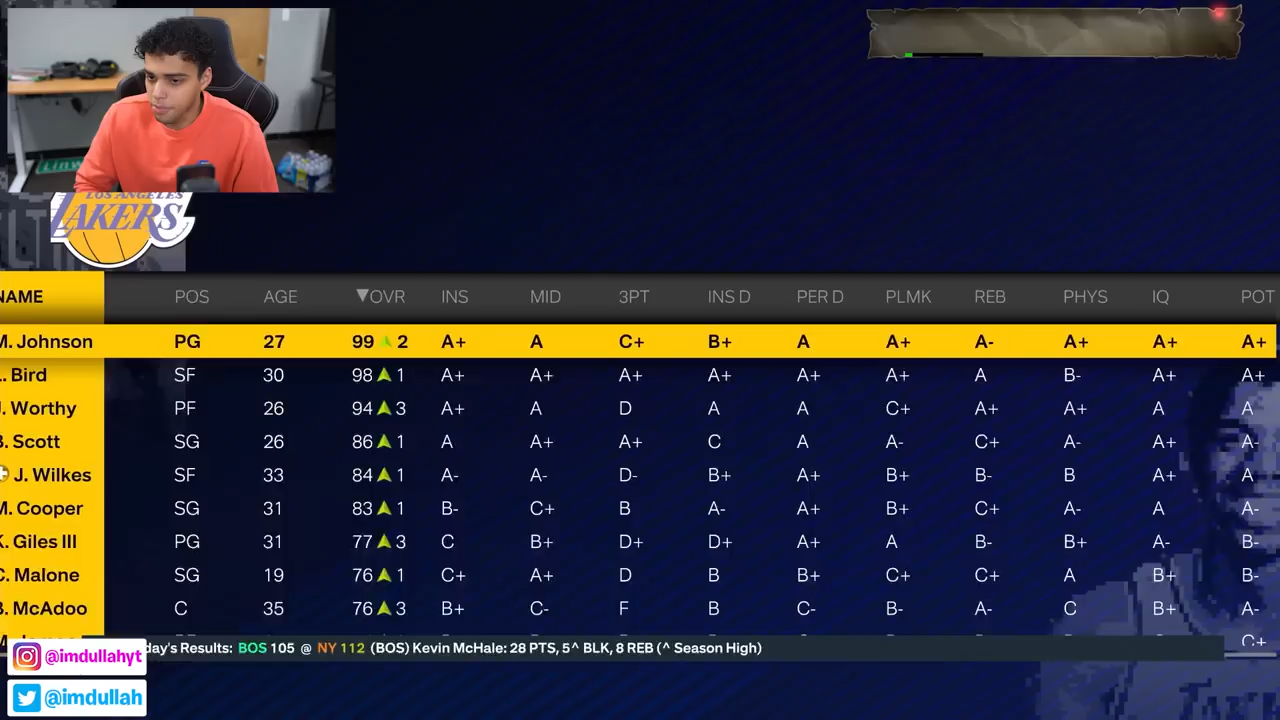 Linw
LOS ANGELES
LAKERS
NAME POS AGE ▼OVR INS MID 3PT INS D PER D PLMK REB PHYS IQ POT
M. Johnson PG 27 99 2 A+ A C+ B+ A A+ A- A+ A+ A+
. Bird SF 30 98 1 A+ A+ A+ A+ A+ A+ A B- A+ A+
J. Worthy PF 26 94 3 A+ A D A A C+ A+ A+ A A
B. Scott SG 26 86 1 A A+ A+ C A A- C+ A- A+ A-
J. Wilkes SF 33 84 1 A- A- D- B+ A+ B+ B- B A+ A
M. Cooper SG 31 83 1 B- C+ B A- A+ B+ C+ A- A A-
K. Giles III PG 31 77 3 C B+ D+ D+ A+ A B- B+ A- B-
C. Malone SG 19 76 1 C+ A+ D B B+ C+ C+ A B+ B-
B. McAdoo C 35 76 3 B+ C- F B C- B- A- C B+ A-
C+
day's Results: BOS 105 @ NY 112 (BOS) Kevin McHale: 28 PTS, 5^ BLK, 8 REB (^ Season High)
@imdullahyt
@imdullah